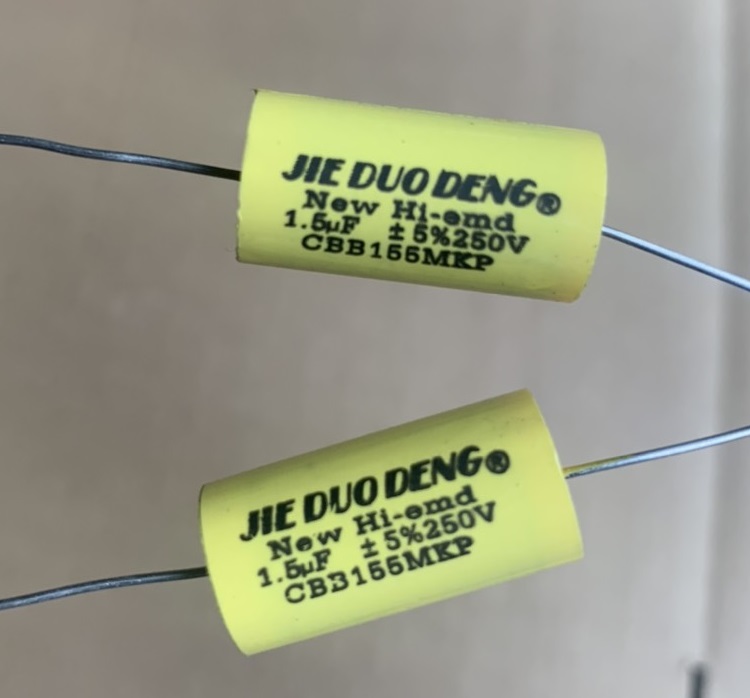 JIE DUO DENG®
New Hi-emd
1.5µF ±5%250V
CBB155MKP
JIE DUO DENG®
New Hi-emd
1.5µF ±5%250V
CBB155MKP